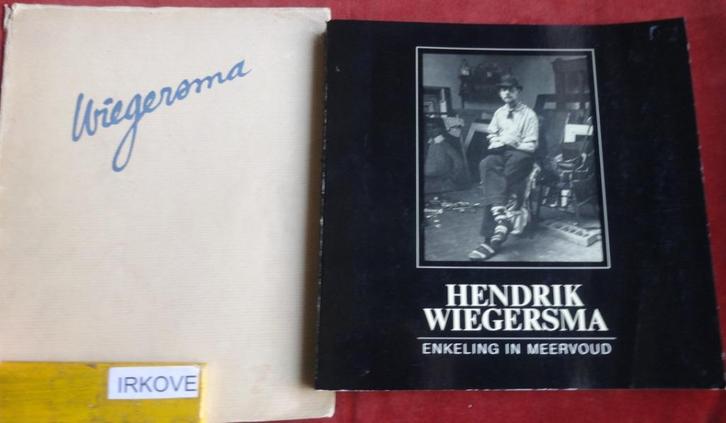 Wiegersma
IRKOVE
HENDRIK
WIEGERSMA
ENKELING IN MEERVOUD